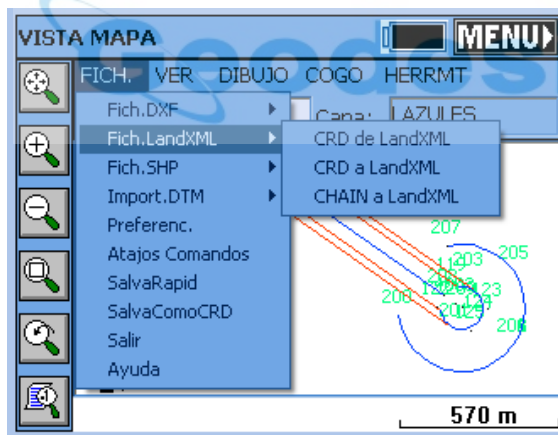 VISTA MAPA MENU
Geodes
FICH. VER DIBUJO COGO HERRMT
Fich.DXF Capa: LAZULES
Fich.LandXML CRD de LandXML
Fich.SHP CRD a LandXML
Import.DTM CHAIN a LandXML
Preferenc.
Atajos Comandos
SalvaRapid
SalvaComoCRD
Salir
Ayuda
207
203 205
200
206
570 m